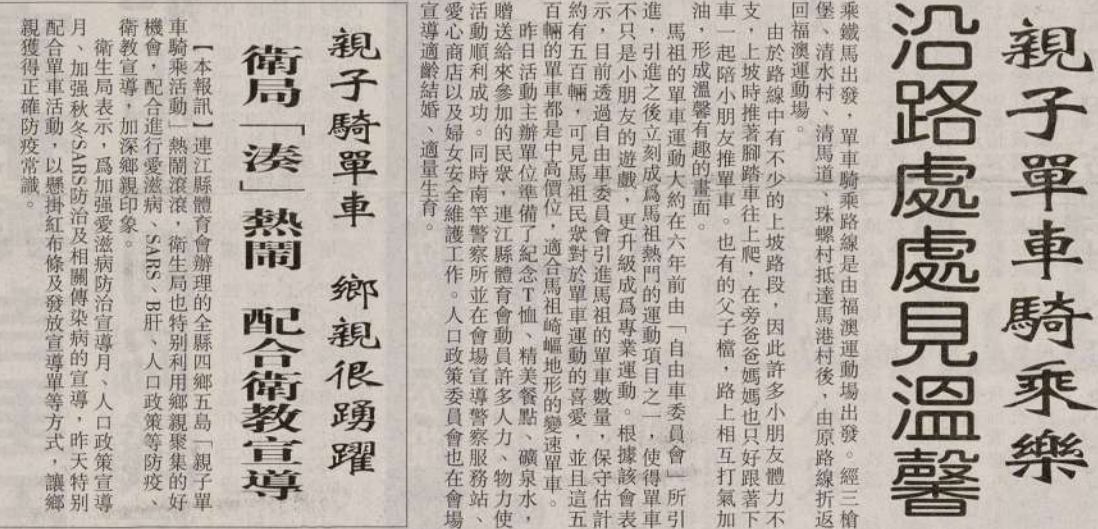 親子單車騎乘樂
沿路處處見溫馨
乘鐵馬出發，單車騎乘路線是由福澳運動場出發。經三槍
堡、清水村、清馬道、珠螺村抵達馬港村後，由原路線折返
回福澳運動場。
由於路線中有不少的上坡路段，因此許多小朋友體力不
支，上坡時推著腳踏車往上爬，在旁爸爸媽媽也只好跟著下
車一起陪小朋友推單車。也有的父子檔，路上相互打氣加
油，形成溫馨有趣的畫面。
馬祖的單車運動大約在六年前由「自由車委員會」所引
進，引進之後立刻成爲馬祖熱門的運動項目之一，使得單車
不只是小朋友的遊戲，更升級成爲專業運動。根據該會表
示，目前透過自由車委員會引進馬祖的單車數量，保守估計
約有五百輛，可見馬祖民眾對於單車運動的喜愛，並且這五
百輛的單車都是中高價位，適合馬祖崎嶇地形的變速單車。
昨日活動主辦單位準備了紀念T恤、精美餐點、礦泉水，
贈送給來參加的民眾，連江縣體育會動員許多人力、物力使
活動順利成功。同時南竿警察所並在會場宣導警察服務站、
愛心商店以及婦女安全維護工作。人口政策委員會也在會場
宣導適齡結婚、適量生育。
親子騎單車 鄉親很踴躍
衛局「湊」熱鬧 配合衛教宣導
【本報訊】連江縣體育會辦理的全縣四鄉五島「親子單
車騎乘活動」熱鬧滾滾，衛生局也特別利用鄉親聚集的好
機會，配合進行愛滋病、SARS、B肝、人口政策等防疫、
衛教宣導，加深鄉親印象。
衛生局表示，爲加强愛滋病防治宣導月、人口政策宣導
月、加强秋冬SARS防治及相關傳染病的宣導，昨天特別
配合單車活動，以懸掛紅布條及發放宣導單等方式，讓鄉
親獲得正確防疫常識。